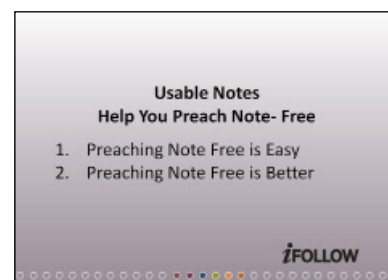 Usable Notes
Help You Preach Note- Free
1. Preaching Note Free is Easy
2. Preaching Note Free is Better
iFOLLOW